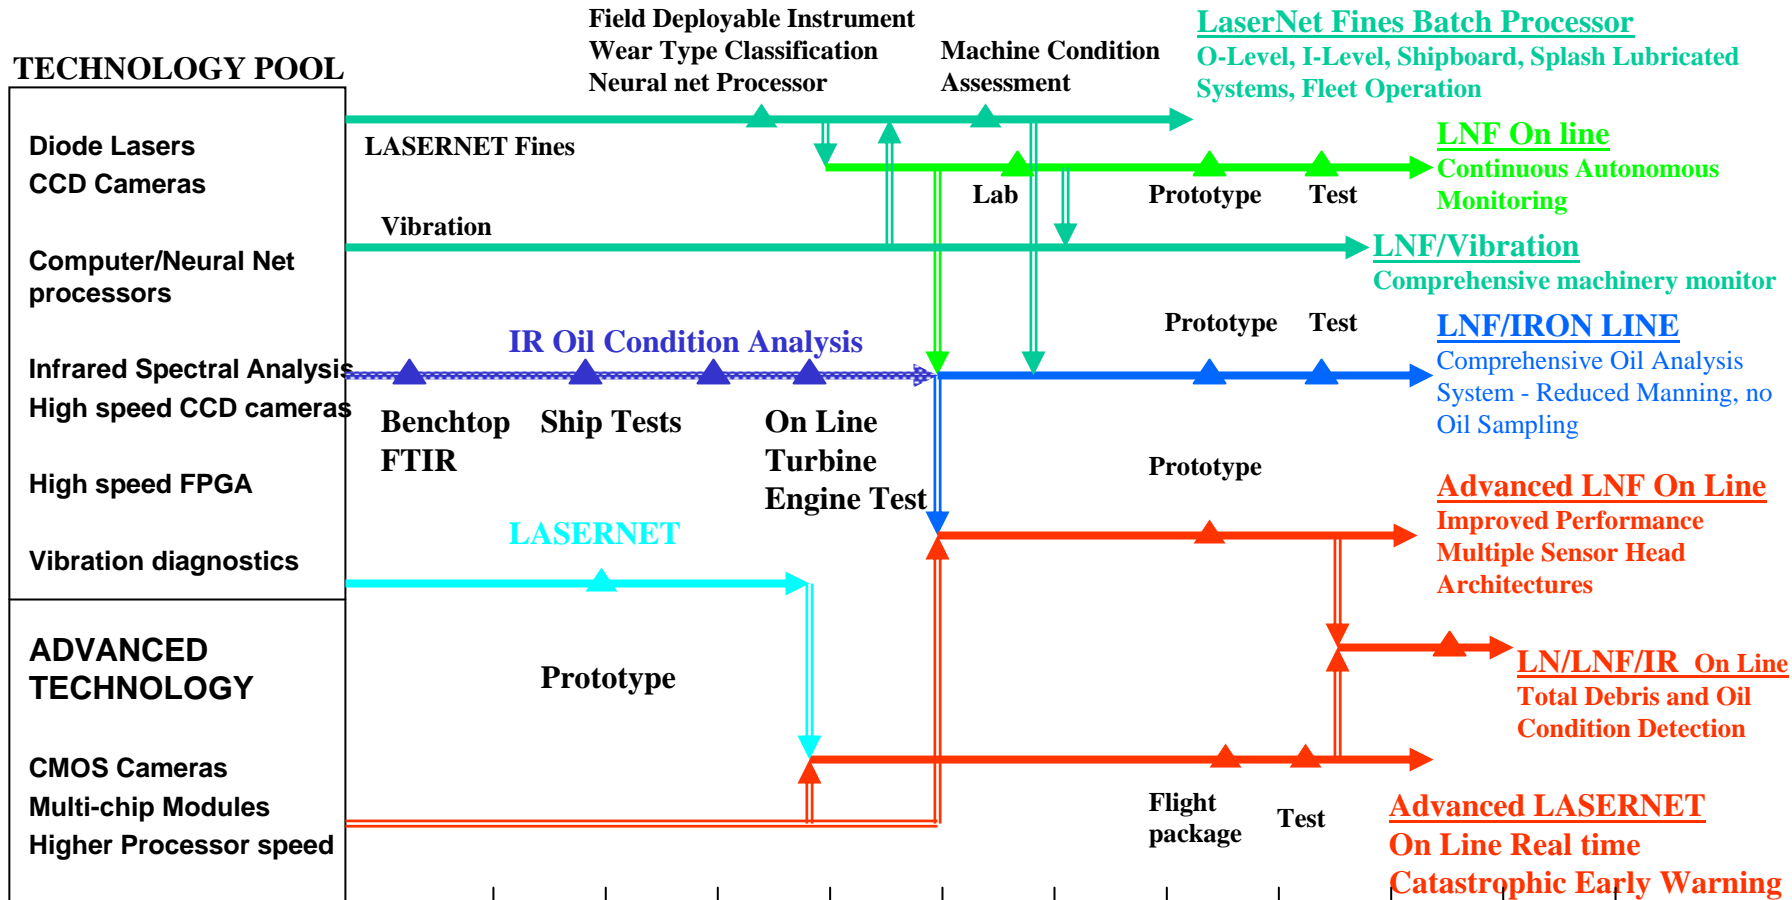 Field Deployable Instrument
Wear Type Classification
Neural net Processor
Machine Condition
Assessment
LaserNet Fines Batch Processor
O-Level, I-Level, Shipboard, Splash Lubricated
Systems, Fleet Operation
TECHNOLOGY POOL
Diode Lasers
CCD Cameras
LASERNET Fines
LNF On line
Continuous Autonomous
Monitoring
Lab
Prototype
Test
Vibration
LNF/Vibration
Comprehensive machinery monitor
Computer/Neural Net
processors
IR Oil Condition Analysis
Prototype
Test
LNF/IRON LINE
Comprehensive Oil Analysis
System - Reduced Manning, no
Oil Sampling
Infrared Spectral Analysis
High speed CCD cameras
Benchtop
FTIR
Ship Tests
On Line
Turbine
Engine Test
High speed FPGA
Prototype
Advanced LNF On Line
Improved Performance
Multiple Sensor Head
Architectures
LASERNET
Vibration diagnostics
ADVANCED
TECHNOLOGY
Prototype
LN/LNF/IR On Line
Total Debris and Oil
Condition Detection
CMOS Cameras
Multi-chip Modules
Higher Processor speed
Flight
package
Test
Advanced LASERNET
On Line Real time
Catastrophic Early Warning